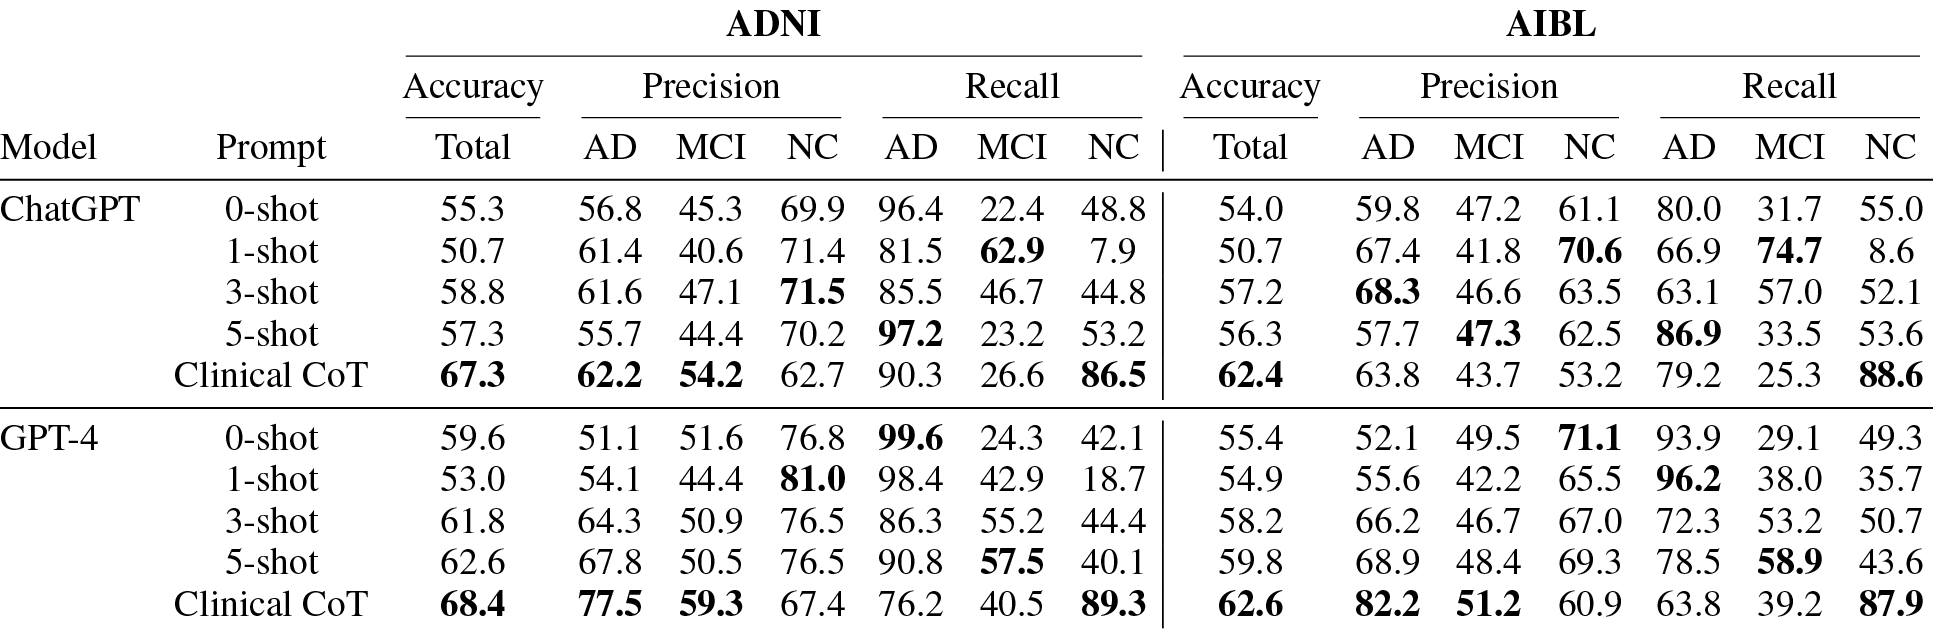 ADNI AIBL
Accuracy Precision Recall Accuracy Precision Recall
Model Prompt Total AD MCI NC AD MCI NC Total AD MCI NC AD MCI NC
ChatGPT 0-shot 55.3 56.8 45.3 69.9 96.4 22.4 48.8 54.0 59.8 47.2 61.1 80.0 31.7 55.0
1-shot 50.7 61.4 40.6 71.4 81.5 62.9 7.9 50.7 67.4 41.8 70.6 66.9 74.7 8.6
3-shot 58.8 61.6 47.1 71.5 85.5 46.7 44.8 57.2 68.3 46.6 63.5 63.1 57.0 52.1
5-shot 57.3 55.7 44.4 70.2 97.2 23.2 53.2 56.3 57.7 47.3 62.5 86.9 33.5 53.6
Clinical CoT 67.3 62.2 54.2 62.7 90.3 26.6 86.5 62.4 63.8 43.7 53.2 79.2 25.3 88.6
GPT-4 0-shot 59.6 51.1 51.6 76.8 99.6 24.3 42.1 55.4 52.1 49.5 71.1 93.9 29.1 49.3
1-shot 53.0 54.1 44.4 81.0 98.4 42.9 18.7 54.9 55.6 42.2 65.5 96.2 38.0 35.7
3-shot 61.8 64.3 50.9 76.5 86.3 55.2 44.4 58.2 66.2 46.7 67.0 72.3 53.2 50.7
5-shot 62.6 67.8 50.5 76.5 90.8 57.5 40.1 59.8 68.9 48.4 69.3 78.5 58.9 43.6
Clinical CoT 68.4 77.5 59.3 67.4 76.2 40.5 89.3 62.6 82.2 51.2 60.9 63.8 39.2 87.9